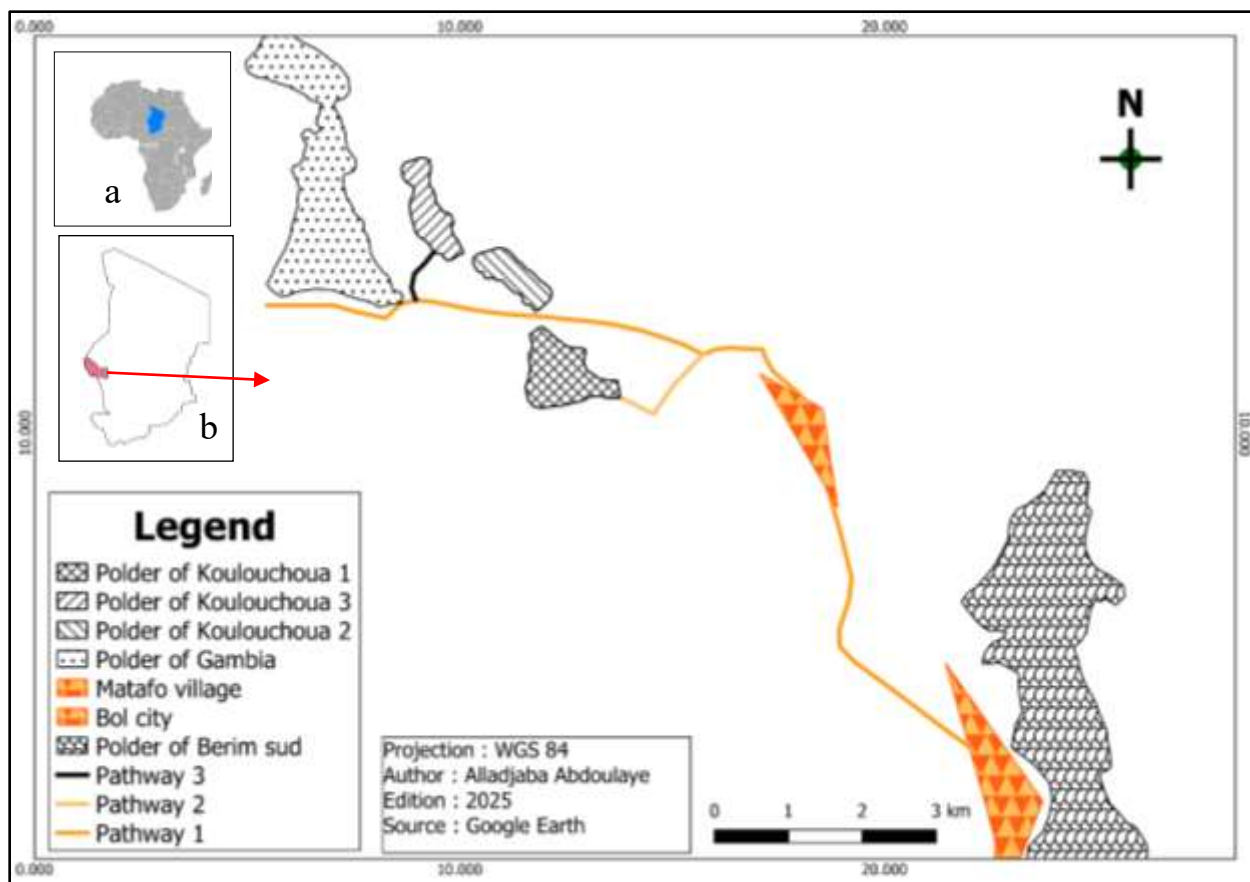 0.000
10.000
20.000
a
N
b
10.000
10.000
Legend
Polder of Koulouchoua 1
Polder of Koulouchoua 3
Polder of Koulouchoua 2
Polder of Gambia
Matafo village
Bol city
Polder of Berim sud
Pathway 3
Pathway 2
Pathway 1
Projection : WGS 84
Author : Alladjaba Abdoulaye
Edition : 2025
Source : Google Earth
0 1 2 3 km
0.000
10.000
20.000